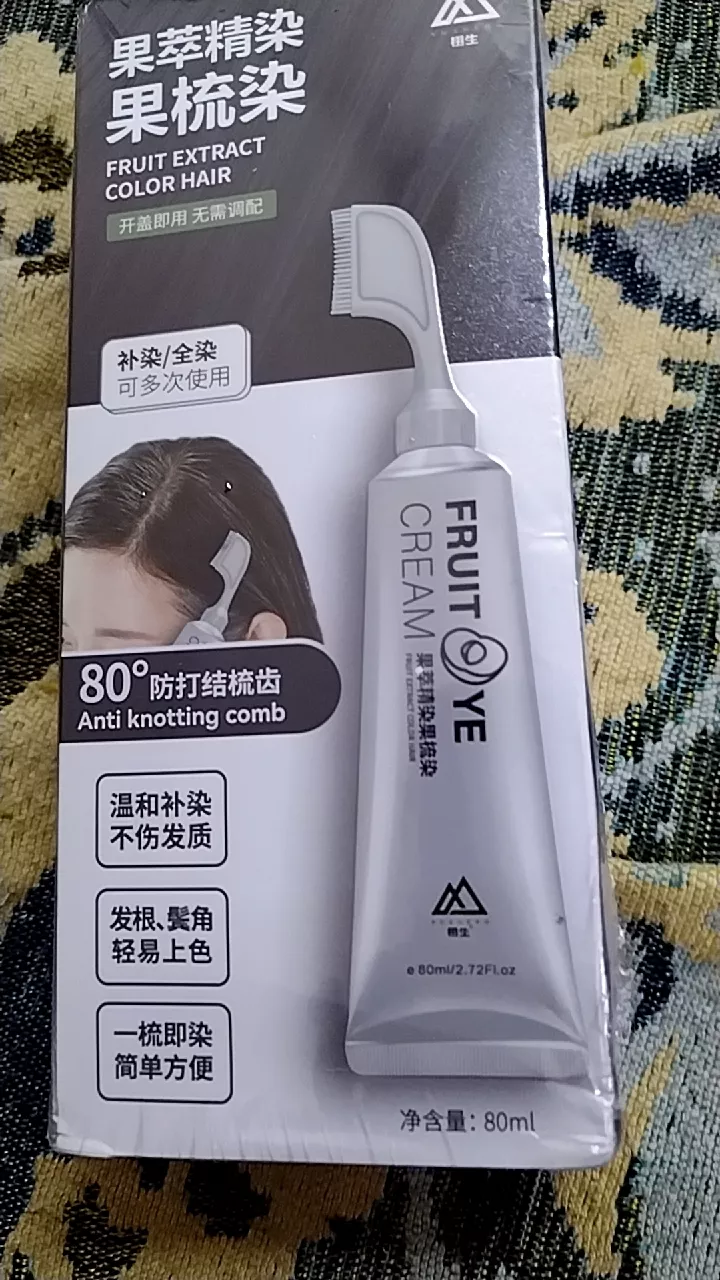 果萃精染
果梳染
FRUIT EXTRACT
COLOR HAIR
开盖即用 无需调配
补染/全染
可多次使用
80°防打结梳齿
Anti knotting comb
温和补染
不伤发质
发根、鬓角
轻易上色
一梳即染
简单方便
FRUIT YE
CREAM
果萃精染果梳染
FRUIT EXTRACT COLOR HAIR
e 80ml/2.72Fl.oz
净含量：80ml